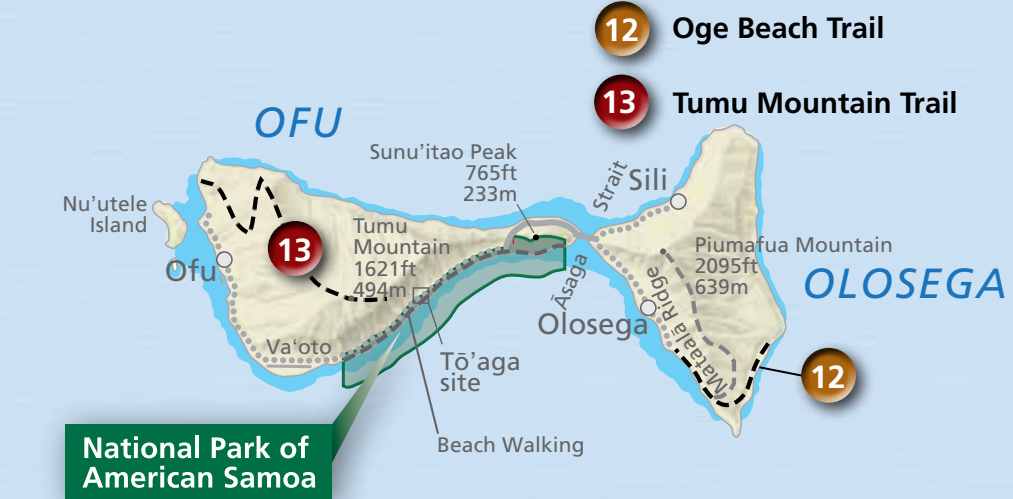 12 Oge Beach Trail
13 Tumu Mountain Trail
OFU
Sunu'itao Peak
765ft
233m
Strait
Sili
Nu'utele
Island
Tumu
Mountain
1621ft
494m
13
Piumafua Mountain
2095ft
639m
Ofu
Āsaga
OLOSEGA
Olosega
Mataalā Ridge
Va‘oto
Tō'aga
site
12
Beach Walking
National Park of
American Samoa